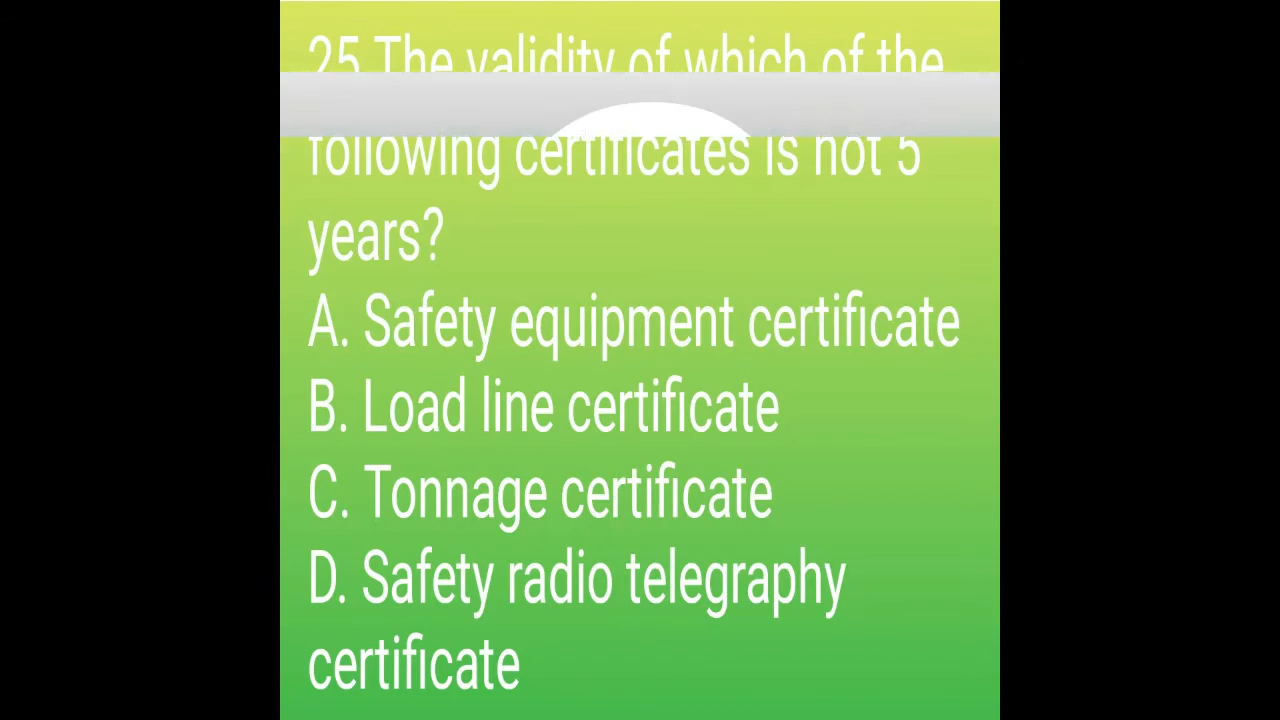 25 The validity of which of the
following certificates is not 5
years?
A. Safety equipment certificate
B. Load line certificate
C. Tonnage certificate
D. Safety radio telegraphy
certificate